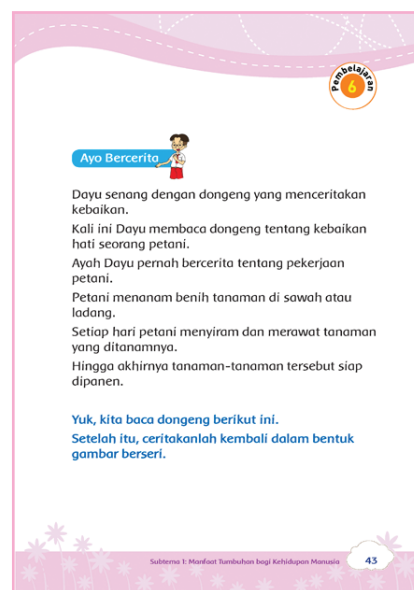 Pembelajaran
6
Ayo Bercerita
Dayu senang dengan dongeng yang menceritakan
kebaikan.
Kali ini Dayu membaca dongeng tentang kebaikan
hati seorang petani.
Ayah Dayu pernah bercerita tentang pekerjaan
petani.
Petani menanam benih tanaman di sawah atau
ladang.
Setiap hari petani menyiram dan merawat tanaman
yang ditanamnya.
Hingga akhirnya tanaman-tanaman tersebut siap
dipanen.
Yuk, kita baca dongeng berikut ini.
Setelah itu, ceritakanlah kembali dalam bentuk
gambar berseri.
Subtema 1: Manfaat Tumbuhan bagi Kehidupan Manusia
43